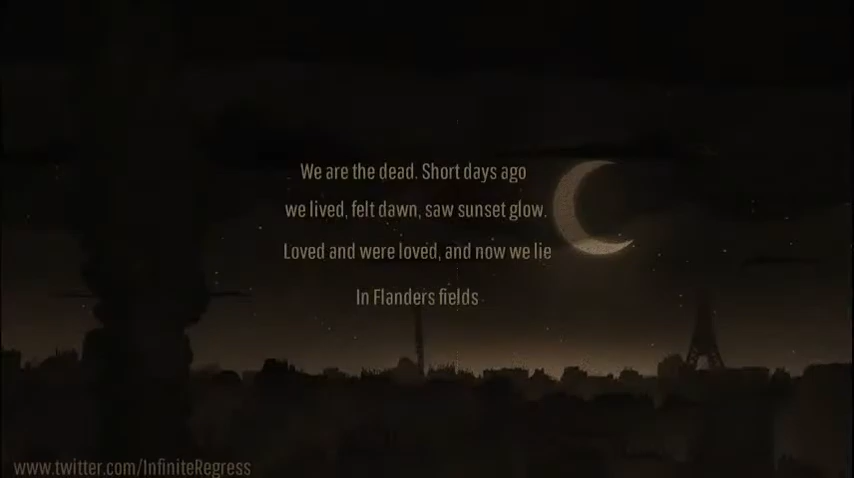 We are the dead. Short days ago
we lived, felt dawn, saw sunset glow.
Loved and were loved, and now we lie
In Flanders fields
www.twitter.com/InfiniteRegress